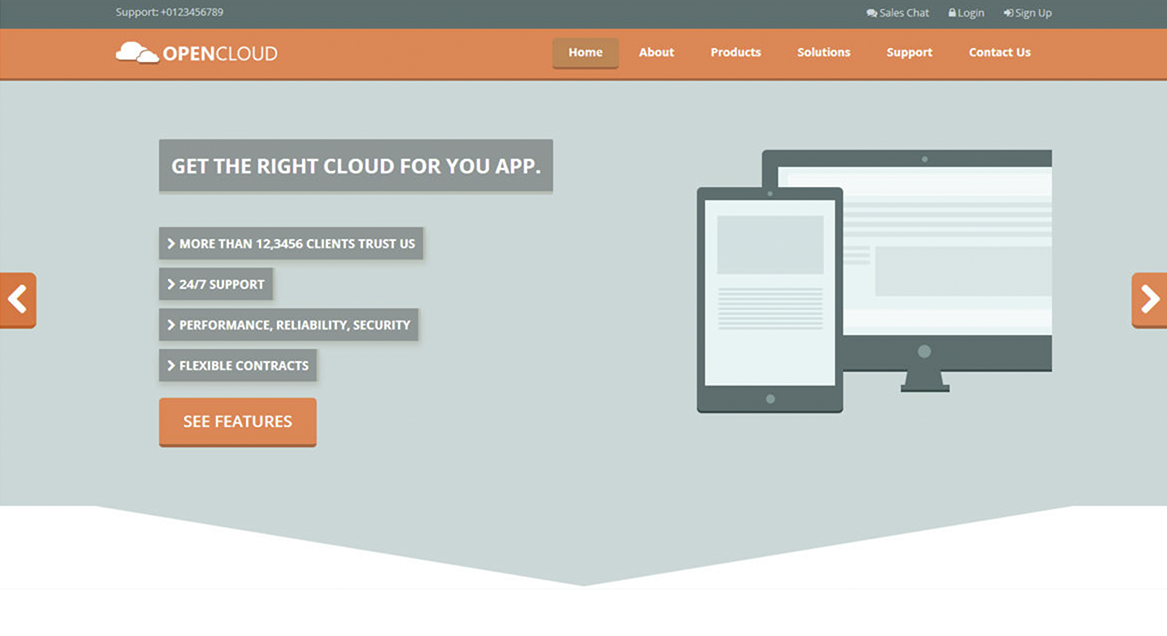 Support: +0123456789
Sales Chat Login Sign Up
OPENCLOUD
Home About Products Solutions Support Contact Us
GET THE RIGHT CLOUD FOR YOU APP.
MORE THAN 12,3456 CLIENTS TRUST US
24/7 SUPPORT
PERFORMANCE, RELIABILITY, SECURITY
FLEXIBLE CONTRACTS
SEE FEATURES